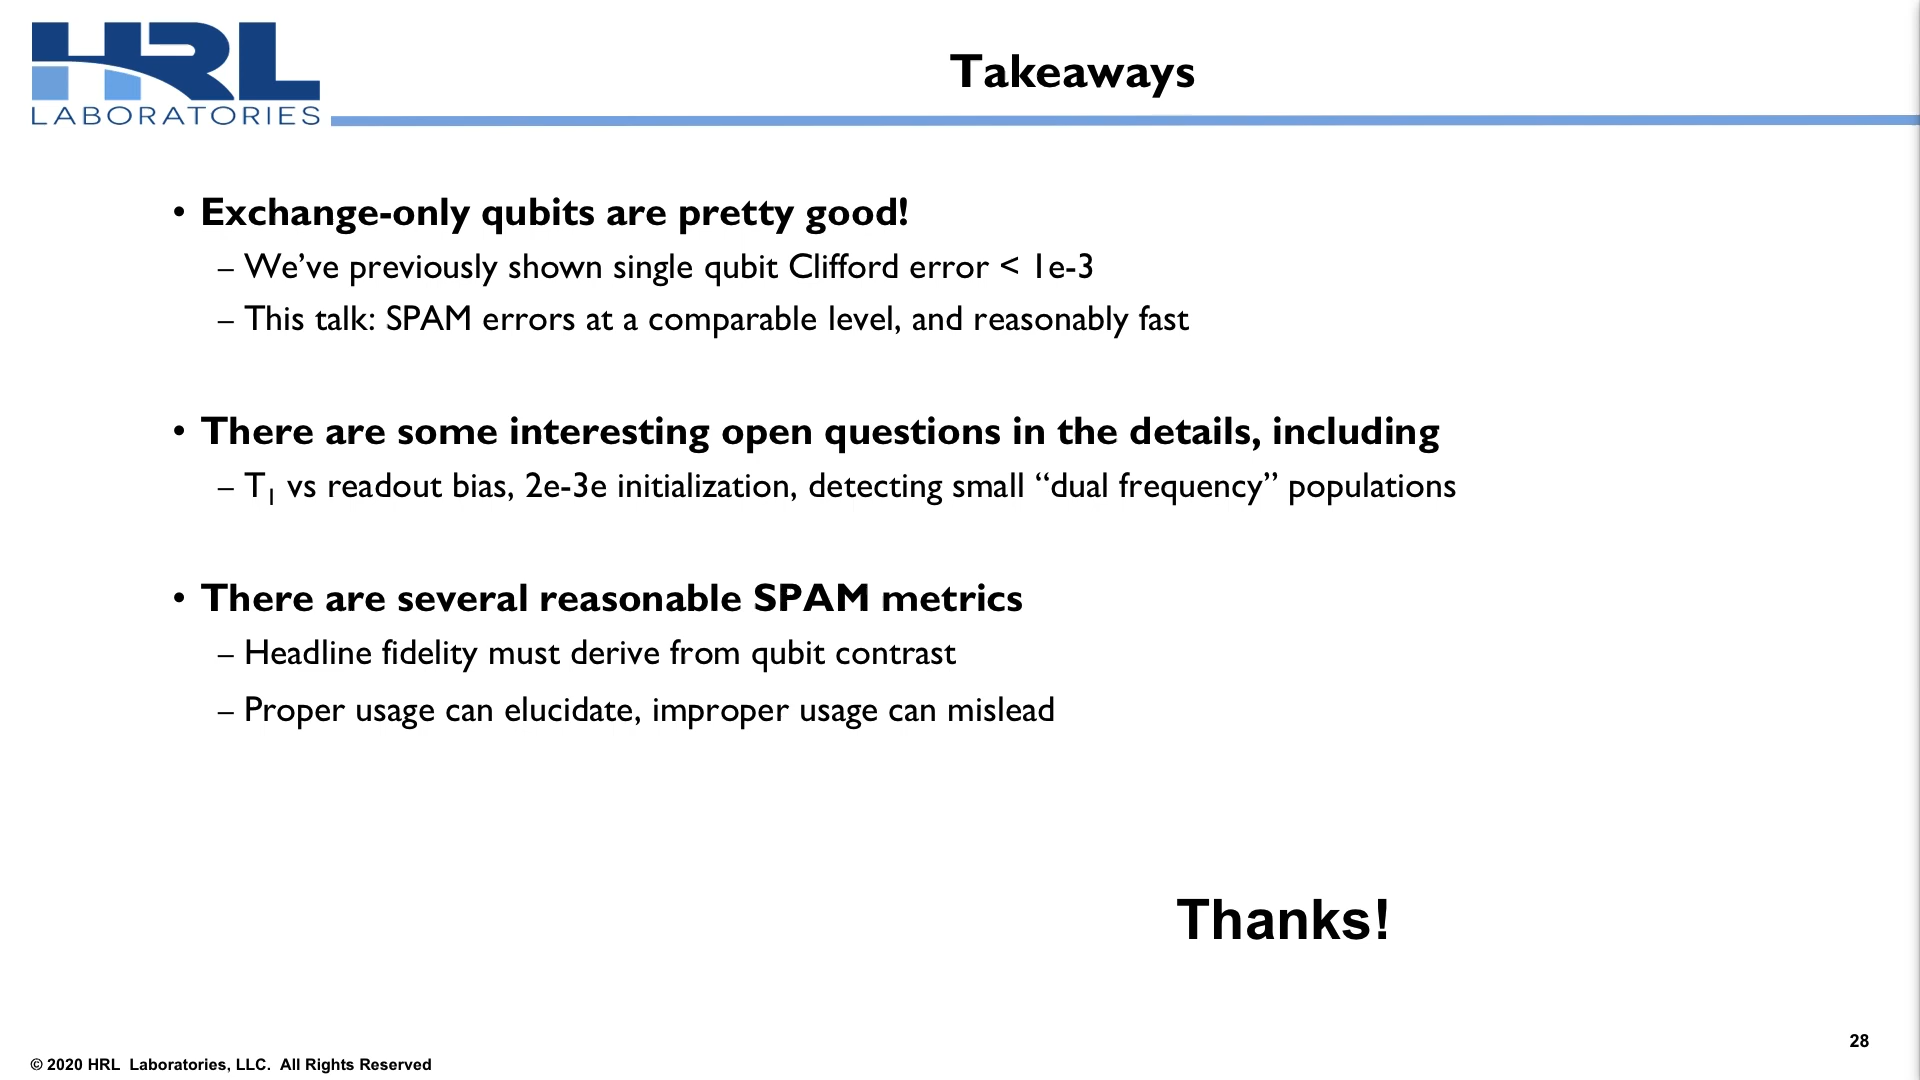 HRL
LABORATORIES
Takeaways
• Exchange-only qubits are pretty good!
– We’ve previously shown single qubit Clifford error < 1e-3
– This talk: SPAM errors at a comparable level, and reasonably fast
• There are some interesting open questions in the details, including
– T1 vs readout bias, 2e-3e initialization, detecting small “dual frequency” populations
• There are several reasonable SPAM metrics
– Headline fidelity must derive from qubit contrast
– Proper usage can elucidate, improper usage can mislead
Thanks!
28
© 2020 HRL Laboratories, LLC. All Rights Reserved